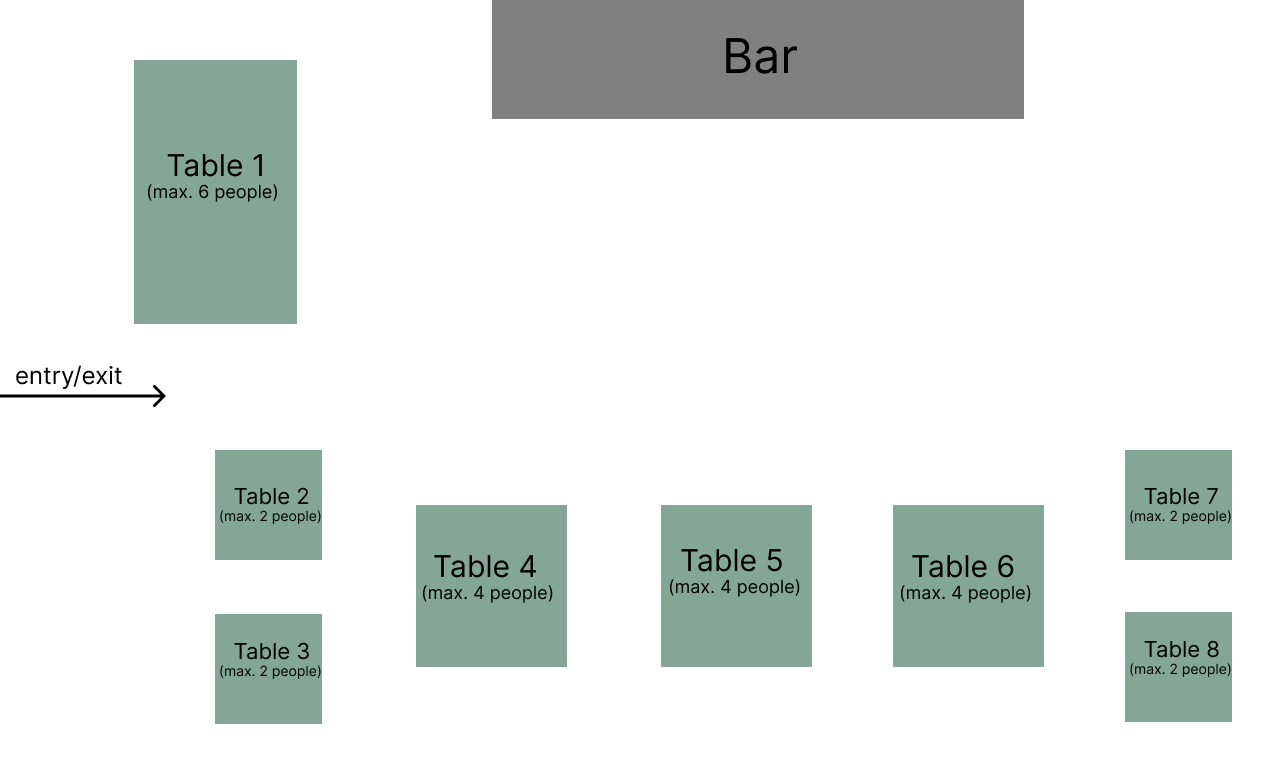 Bar
Table 1
(max. 6 people)
entry/exit
Table 2
(max. 2 people)
Table 7
(max. 2 people)
Table 4
(max. 4 people)
Table 5
(max. 4 people)
Table 6
(max. 4 people)
Table 3
(max. 2 people)
Table 8
(max. 2 people)